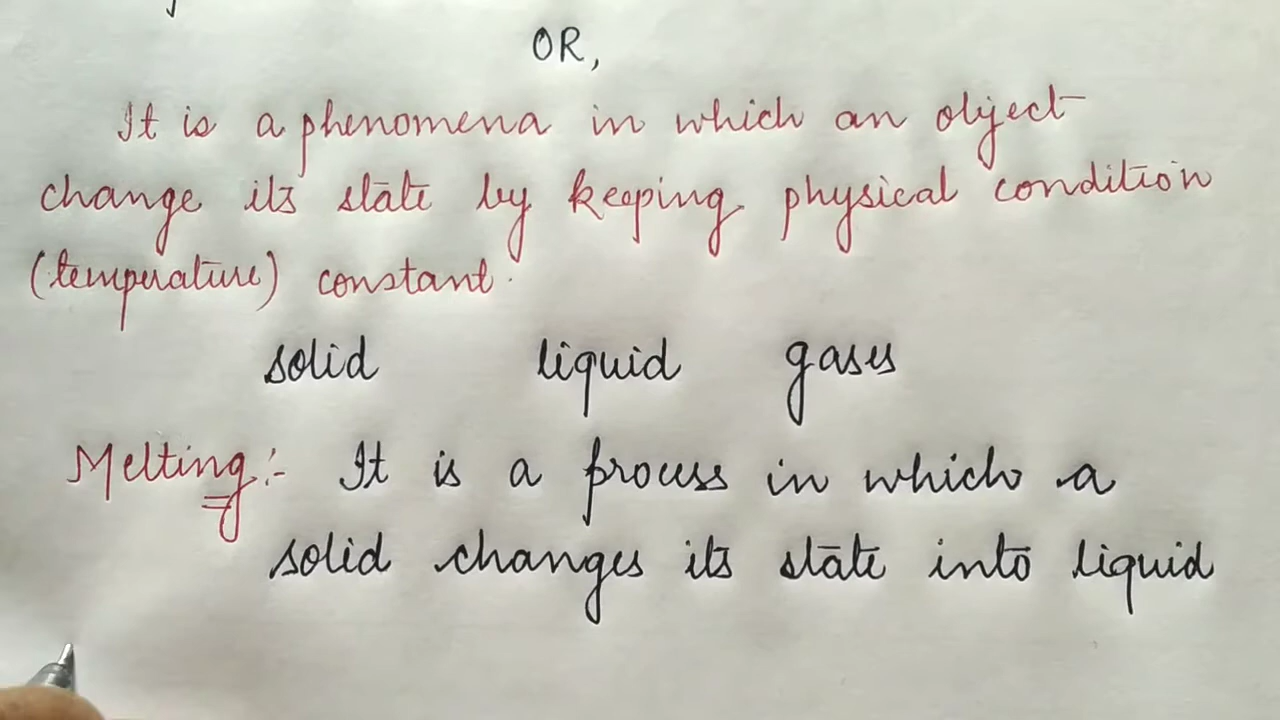 OR,
It is a phenomena in which an object
change its state by keeping physical condition
(temperature) constant.
solid liquid gases
Melting:- It is a process in which a
solid changes its state into liquid